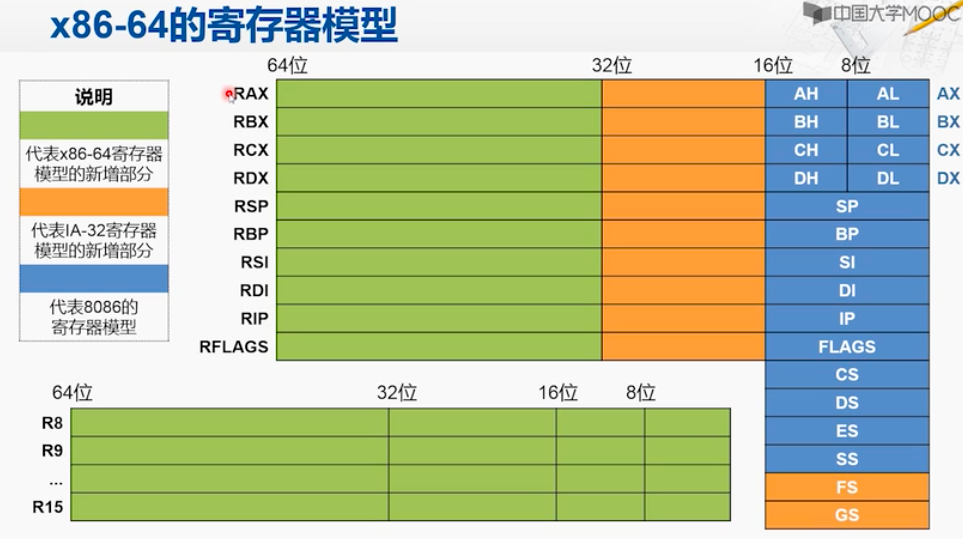 x86-64的寄存器模型
中国大学MOOC
说明
代表x86-64寄存器
模型的新增部分
代表IA-32寄存器
模型的新增部分
代表8086的
寄存器模型
64位 32位 16位 8位
RAX AH AL AX
RBX BH BL BX
RCX CH CL CX
RDX DH DL DX
RSP SP
RBP BP
RSI SI
RDI DI
RIP IP
RFLAGS FLAGS
CS
DS
ES
SS
FS
GS
64位 32位 16位 8位
R8
R9
...
R15